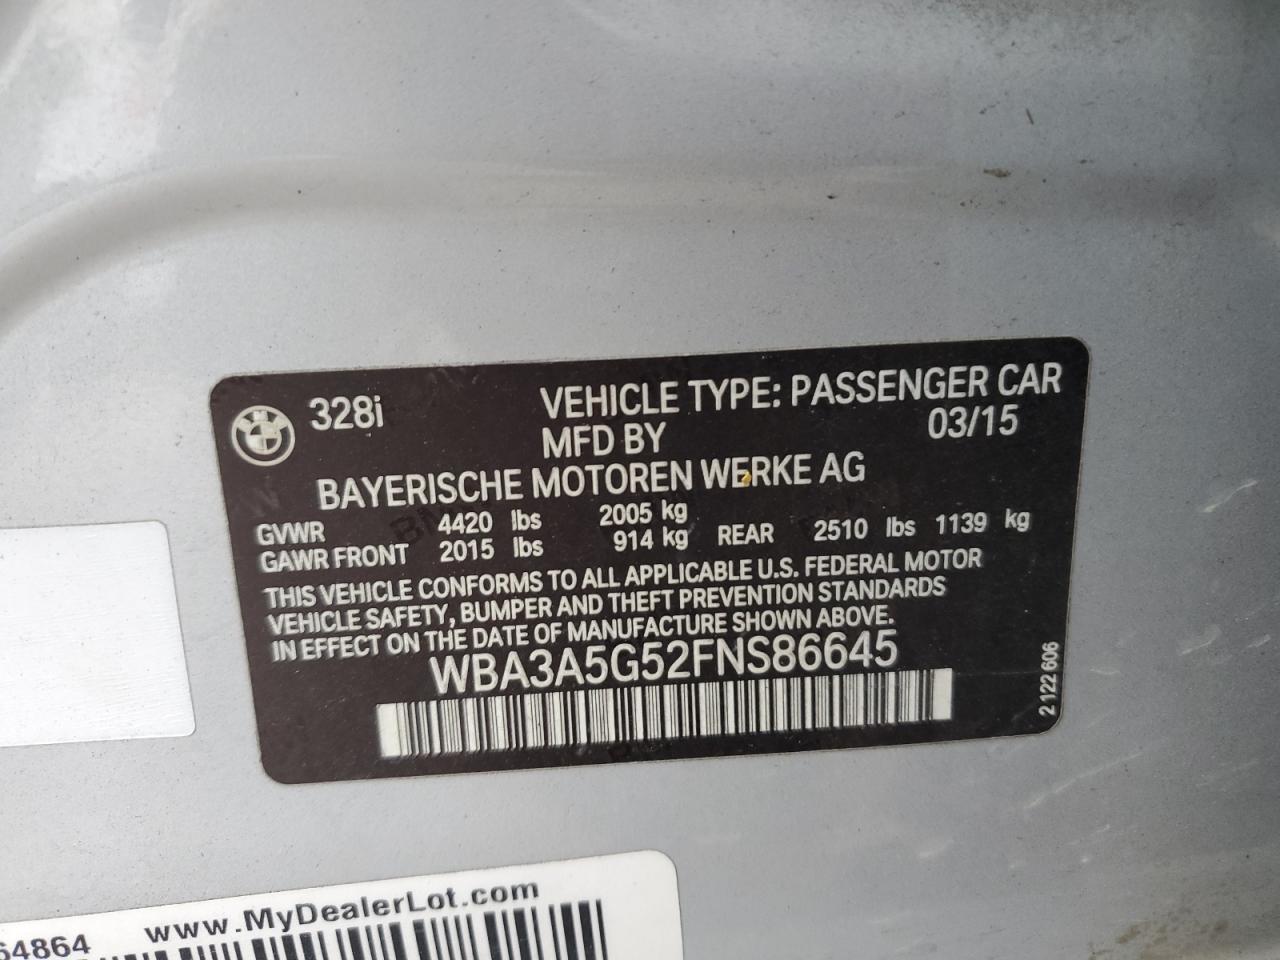 328i
VEHICLE TYPE: PASSENGER CAR
MFD BY 03/15
BAYERISCHE MOTOREN WERKE AG
GVWR 4420 lbs 2005 kg
GAWR FRONT 2015 lbs 914 kg REAR 2510 lbs 1139 kg
THIS VEHICLE CONFORMS TO ALL APPLICABLE U.S. FEDERAL MOTOR
VEHICLE SAFETY, BUMPER AND THEFT PREVENTION STANDARDS
IN EFFECT ON THE DATE OF MANUFACTURE SHOWN ABOVE.
WBA3A5G52FNS86645
2 122 606
www.MyDealerLot.com
64864